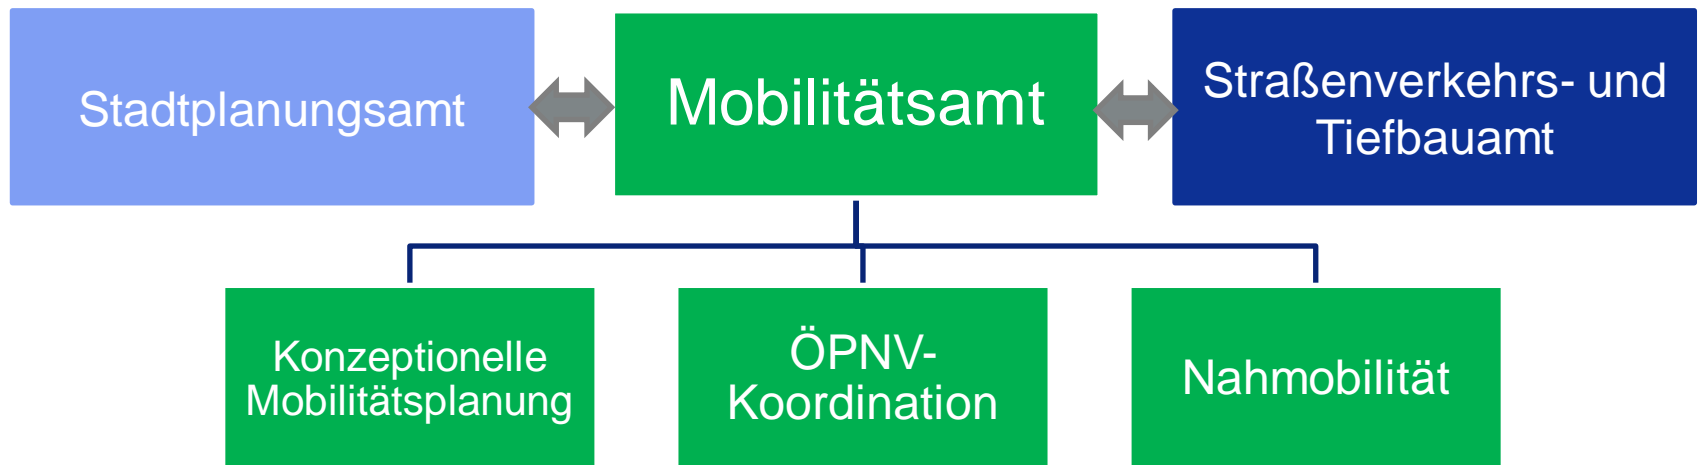 Stadtplanungsamt
Mobilitätsamt
Straßenverkehrs- und
Tiefbauamt
Konzeptionelle
Mobilitätsplanung
ÖPNV-
Koordination
Nahmobilität